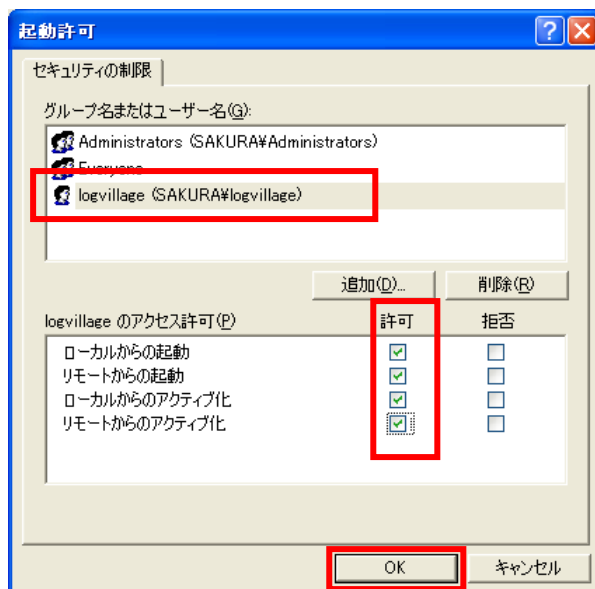 起動許可
セキュリティの制限
グループ名またはユーザー名(G):
Administrators (SAKURA¥Administrators)
Everyone
logvillage (SAKURA¥logvillage)
追加(D)... 削除(R)
logvillage のアクセス許可(P) 許可 拒否
ローカルからの起動
リモートからの起動
ローカルからのアクティブ化
リモートからのアクティブ化
OK キャンセル